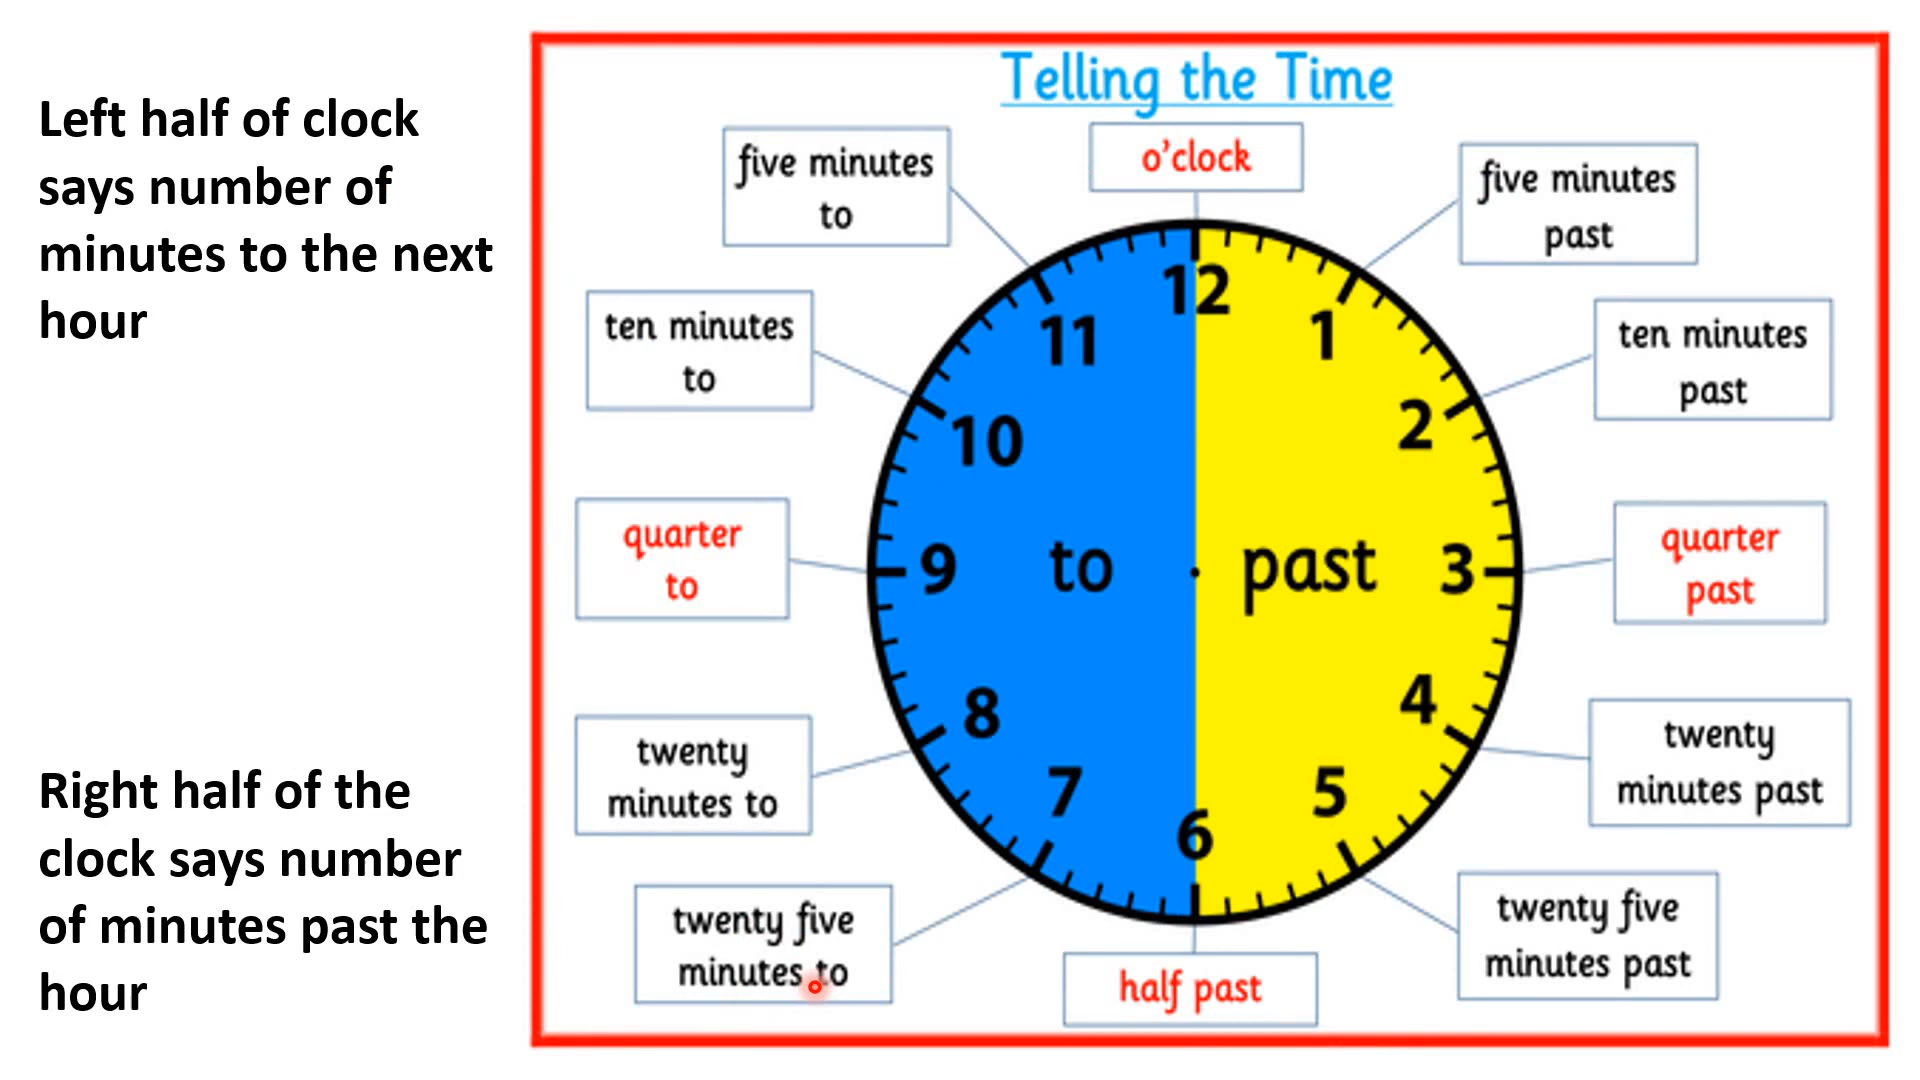 Left half of clock
says number of
minutes to the next
hour
Right half of the
clock says number
of minutes past the
hour
Telling the Time
o'clock
five minutes
past
ten minutes
past
quarter
past
twenty
minutes past
twenty five
minutes past
half past
twenty five
minutes to
twenty
minutes to
quarter
to
ten minutes
to
five minutes
to
12
1
2
3
4
5
6
7
8
9
10
11
to
past